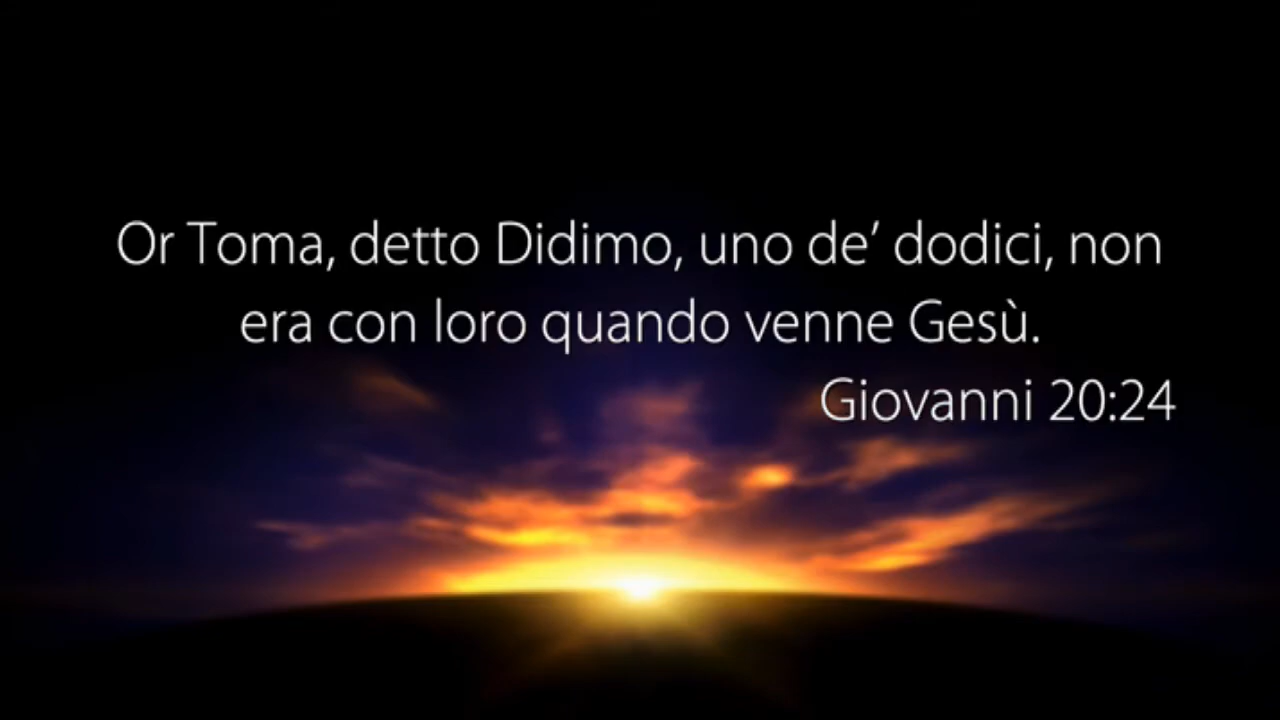 Or Toma, detto Didimo, uno de’ dodici, non
era con loro quando venne Gesù.
Giovanni 20:24